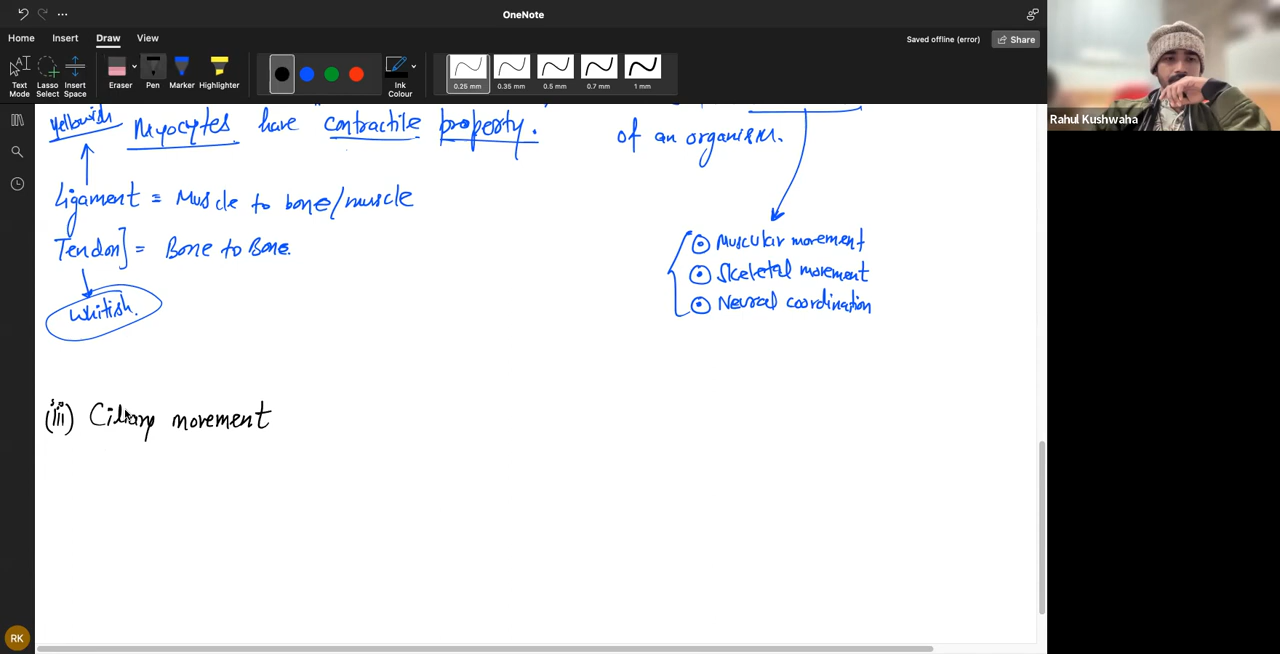 OneNote
Home Insert Draw View
Saved offline (error)
Share
Text Mode
Lasso Select
Insert Space
Eraser
Pen
Marker
Highlighter
Ink Colour
0.25 mm
0.35 mm
0.5 mm
0.7 mm
1 mm
Rahul Kushwaha
yellowish Myocytes have contractile property.
Ligament = Muscle to bone/muscle
Tendon] = Bone to Bone.
Whitish.
of an organism.
Muscular movement
Skeletal movement
Neural coordination
(iii) Ciliary movement
RK